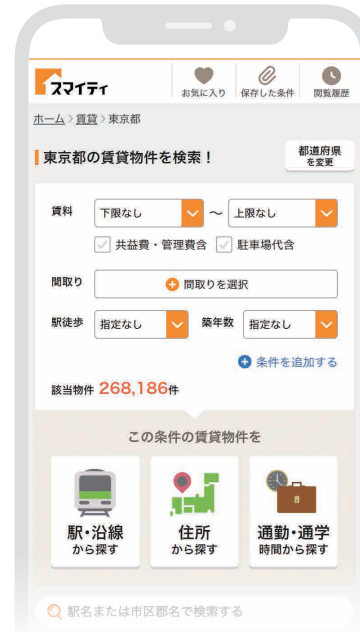 スマイティ
お気に入り 保存した条件 閲覧履歴
ホーム > 賃貸 > 東京都
東京都の賃貸物件を検索！
都道府県
を変更
賃料 下限なし 〜 上限なし
共益費・管理費含 駐車場代含
間取り 間取りを選択
駅徒歩 指定なし 築年数 指定なし
条件を追加する
該当物件 268,186件
この条件の賃貸物件を
駅・沿線
から探す
住所
から探す
通勤・通学
時間から探す
駅名または市区郡名で検索する